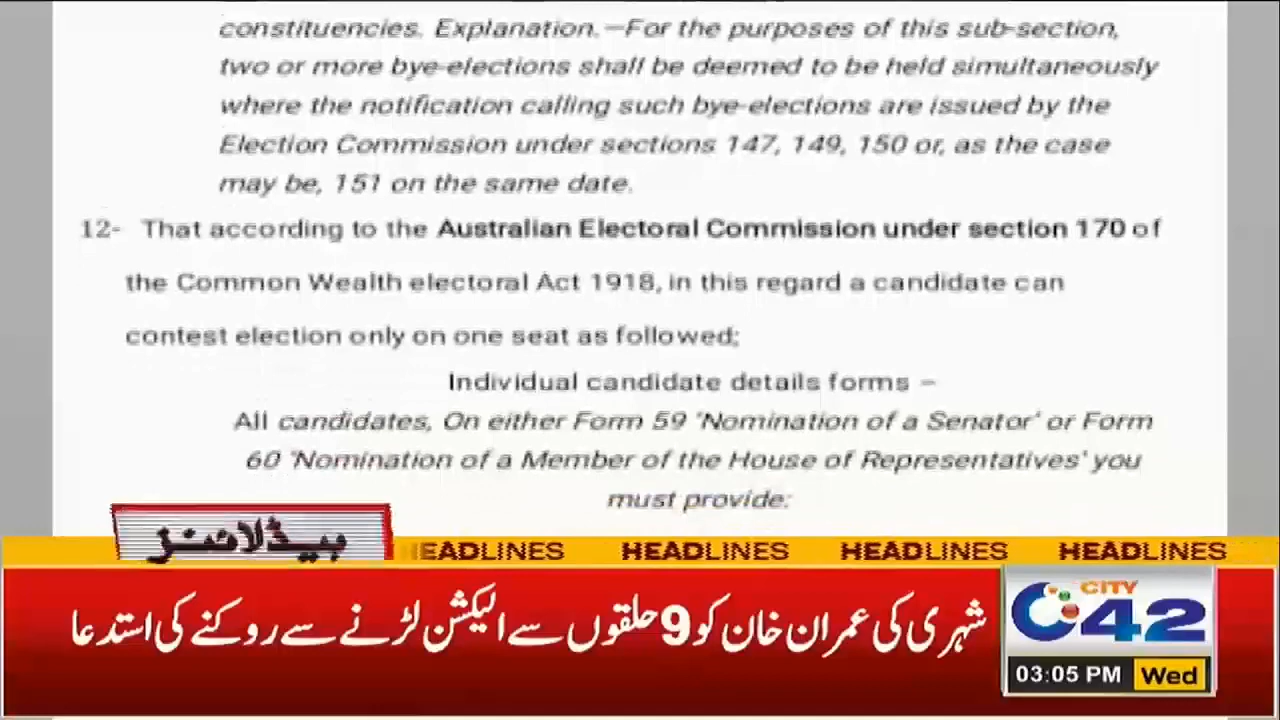 constituencies. Explanation.—For the purposes of this sub-section,
two or more bye-elections shall be deemed to be held simultaneously
where the notification calling such bye-elections are issued by the
Election Commission under sections 147, 149, 150 or, as the case
may be, 151 on the same date.
12- That according to the Australian Electoral Commission under section 170 of
the Common Wealth electoral Act 1918, in this regard a candidate can
contest election only on one seat as followed;
Individual candidate details forms –
All candidates, On either Form 59 'Nomination of a Senator' or Form
60 'Nomination of a Member of the House of Representatives' you
must provide:
ہیڈلائنز
EADLINES HEADLINES HEADLINES HEADLINES
شہری کی عمران خان کو 9 حلقوں سے الیکشن لڑنے سے روکنے کی استدعا
CITY
42
03:05 PM Wed